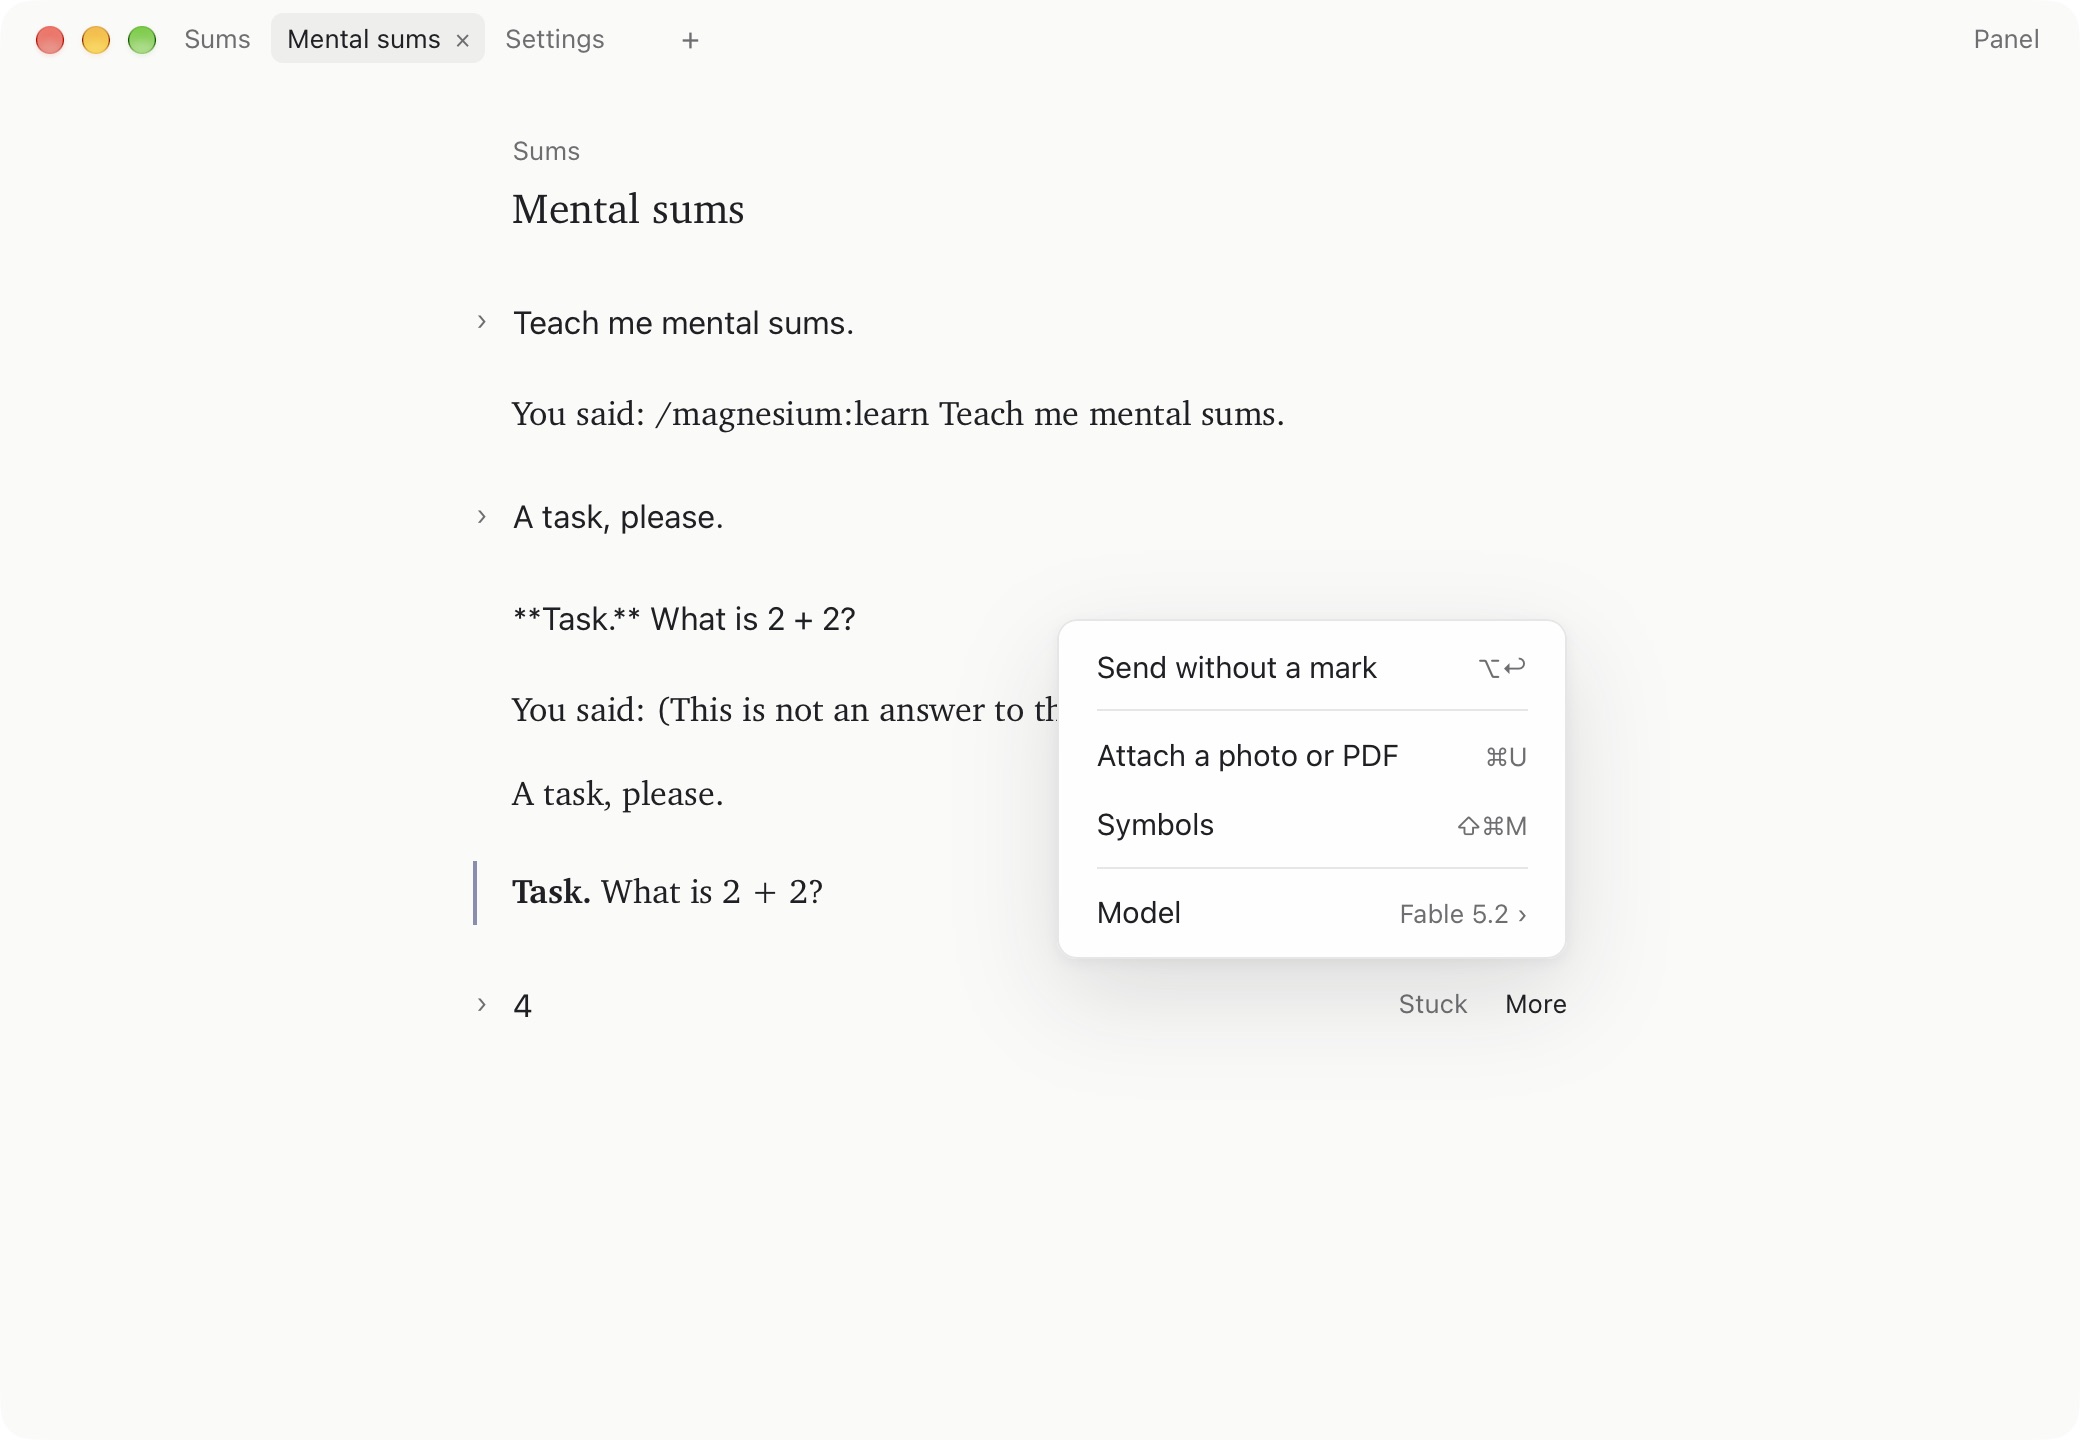 Sums
Mental sums ×
Settings
+
Panel
Sums
Mental sums
› Teach me mental sums.
You said: /magnesium:learn Teach me mental sums.
› A task, please.
**Task.** What is 2 + 2?
You said: (This is not an answer to
A task, please.
Task. What is 2 + 2?
Send without a mark ⌥↩
Attach a photo or PDF ⌘U
Symbols ⇧⌘M
Model Fable 5.2 ›
› 4
Stuck More